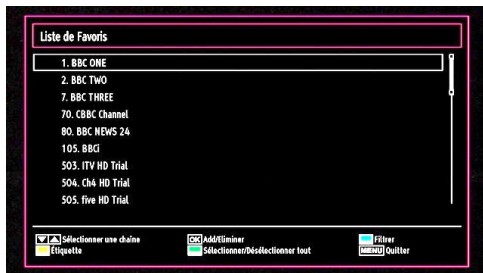 Liste de Favoris
1. BBC ONE
2. BBC TWO
7. BBC THREE
70. CBBC Channel
80. BBC NEWS 24
105. BBCi
503. ITV HD Trial
504. Ch4 HD Trial
505. five HD Trial
Sélectionner une chaine OK Add/Eliminer Filtrer
Étiquette Sélectionner/Désélectionner tout MENU Quitter